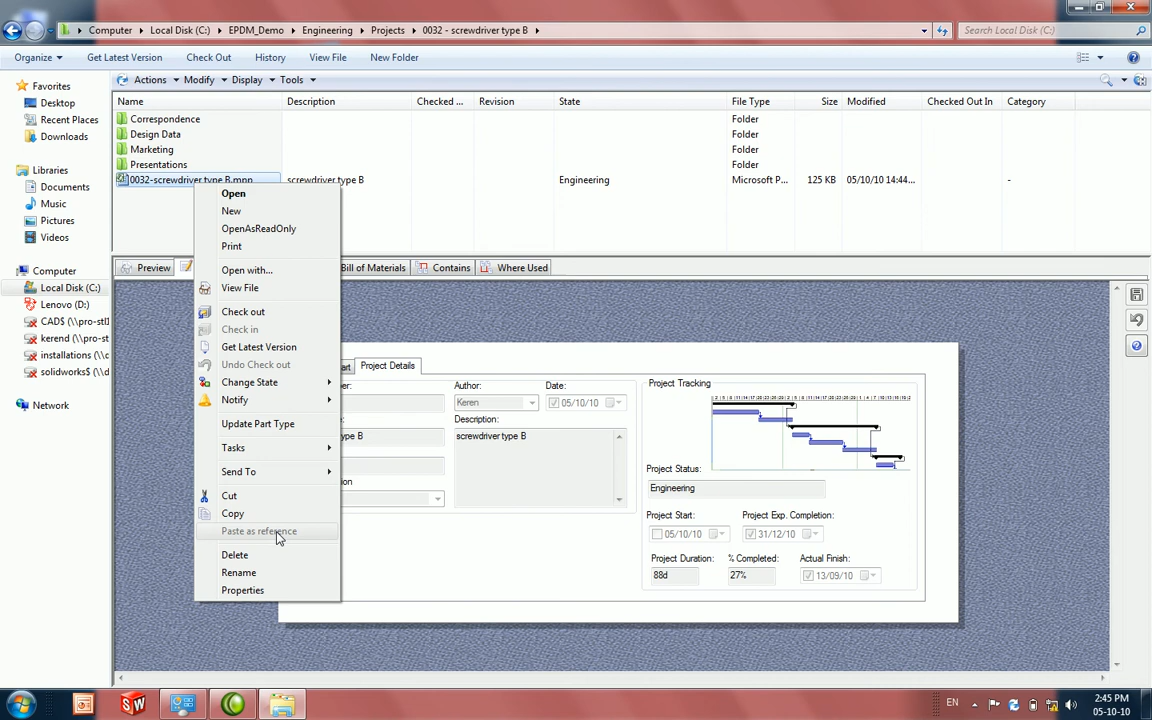 Computer Local Disk (C:) EPDM_Demo Engineering Projects 0032 - screwdriver type B
Search Local Disk (C:)
Organize Get Latest Version Check Out History View File New Folder
Actions Modify Display Tools
Favorites
Desktop
Recent Places
Downloads
Libraries
Documents
Music
Pictures
Videos
Computer
Local Disk (C:)
Lenovo (D:)
CAD$ (\\pro-stl
kerend (\\pro-s
installations (\\c
solidworks$ (\\d
Network
Name Description Checked ... Revision State File Type Size Modified Checked Out In Category
Correspondence Folder
Design Data Folder
Marketing Folder
Presentations Folder
0032-screwdriver type B.mpp screwdriver type B Engineering Microsoft P... 125 KB 05/10/10 14:44... -
Open
New
OpenAsReadOnly
Print
Open with...
View File
Check out
Check in
Get Latest Version
Undo Check out
Change State
Notify
Update Part Type
Tasks
Send To
Cut
Copy
Paste as reference
Delete
Rename
Properties
Preview Bill of Materials Contains Where Used
Project Details
Author: Date:
Keren 05/10/10
Description:
type B screwdriver type B
Project Tracking
Project Status:
Engineering
Project Start: Project Exp. Completion:
05/10/10 31/12/10
Project Duration: % Completed: Actual Finish:
88d 27% 13/09/10
SW
EN
2:45 PM
05-10-10